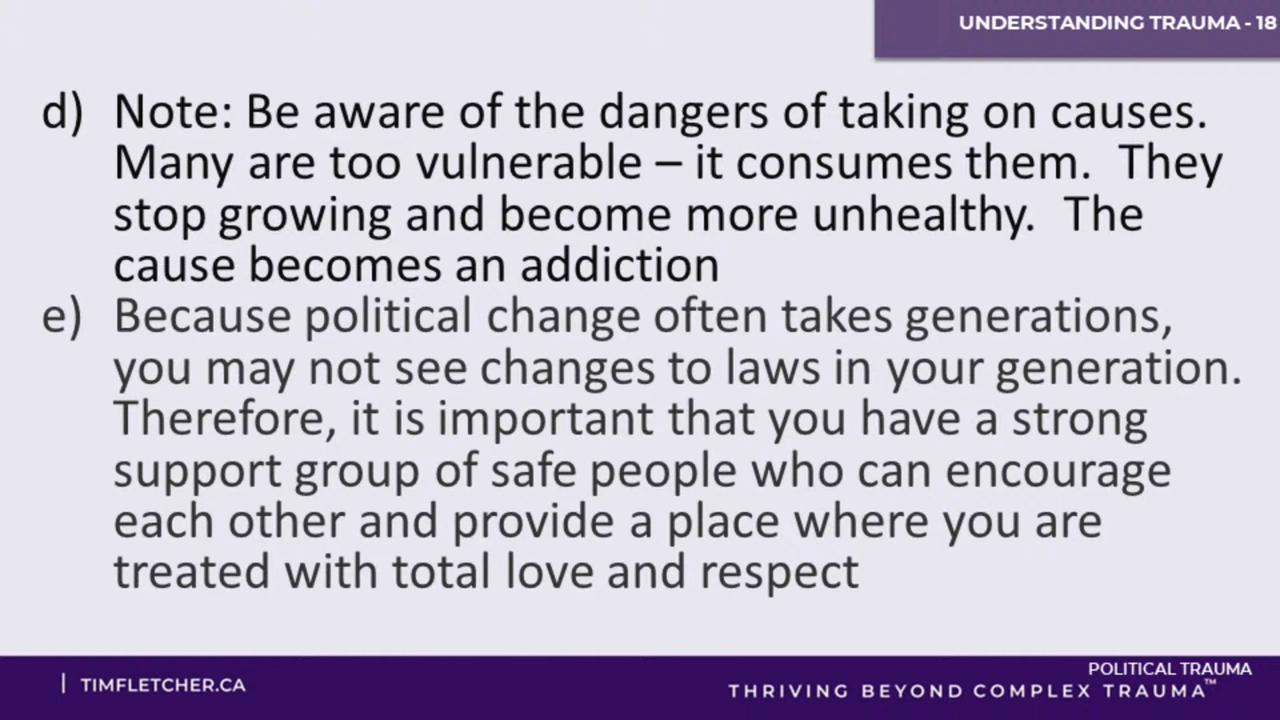 UNDERSTANDING TRAUMA - 18
d) Note: Be aware of the dangers of taking on causes.
Many are too vulnerable – it consumes them.  They
stop growing and become more unhealthy.  The
cause becomes an addiction
e) Because political change often takes generations,
you may not see changes to laws in your generation.
Therefore, it is important that you have a strong
support group of safe people who can encourage
each other and provide a place where you are
treated with total love and respect
| TIMFLETCHER.CA
POLITICAL TRAUMA
THRIVING BEYOND COMPLEX TRAUMA™